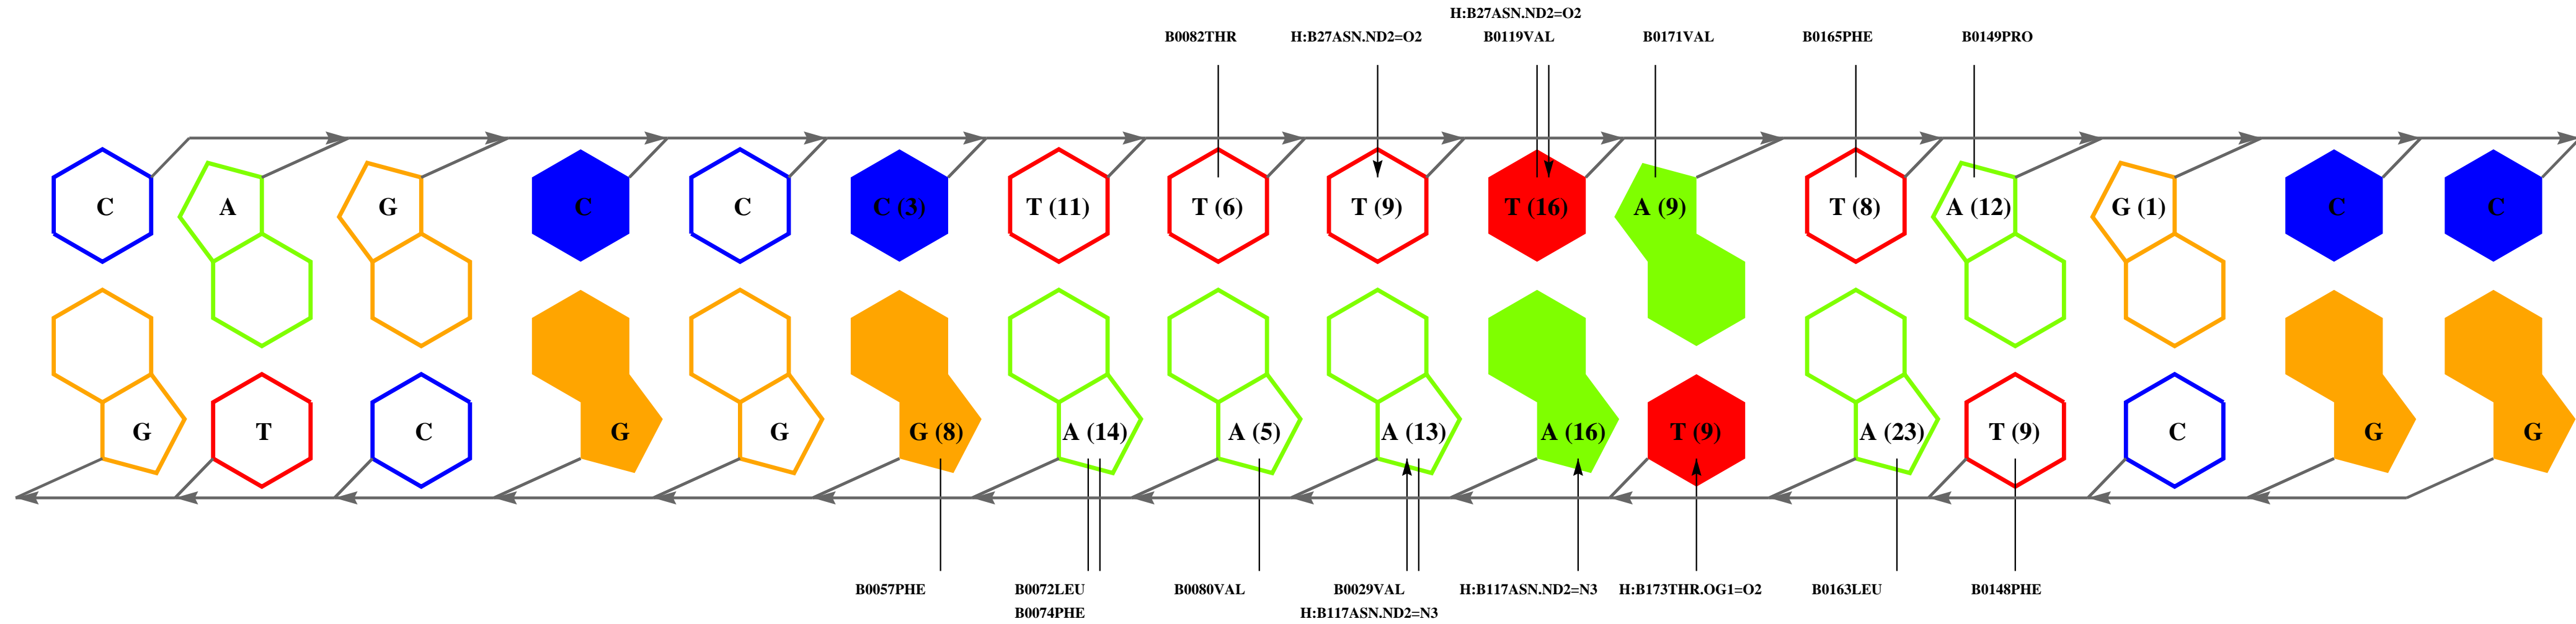 H:B27ASN.ND2=O2
B0082THR H:B27ASN.ND2=O2 B0119VAL B0171VAL B0165PHE B0149PRO
C A G C C C (3) T (11) T (6) T (9) T (16) A (9) T (8) A (12) G (1) C C
G T C G G G (8) A (14) A (5) A (13) A (16) T (9) A (23) T (9) C G G
B0057PHE B0072LEU B0080VAL B0029VAL H:B117ASN.ND2=N3 H:B173THR.OG1=O2 B0163LEU B0148PHE
B0074PHE H:B117ASN.ND2=N3